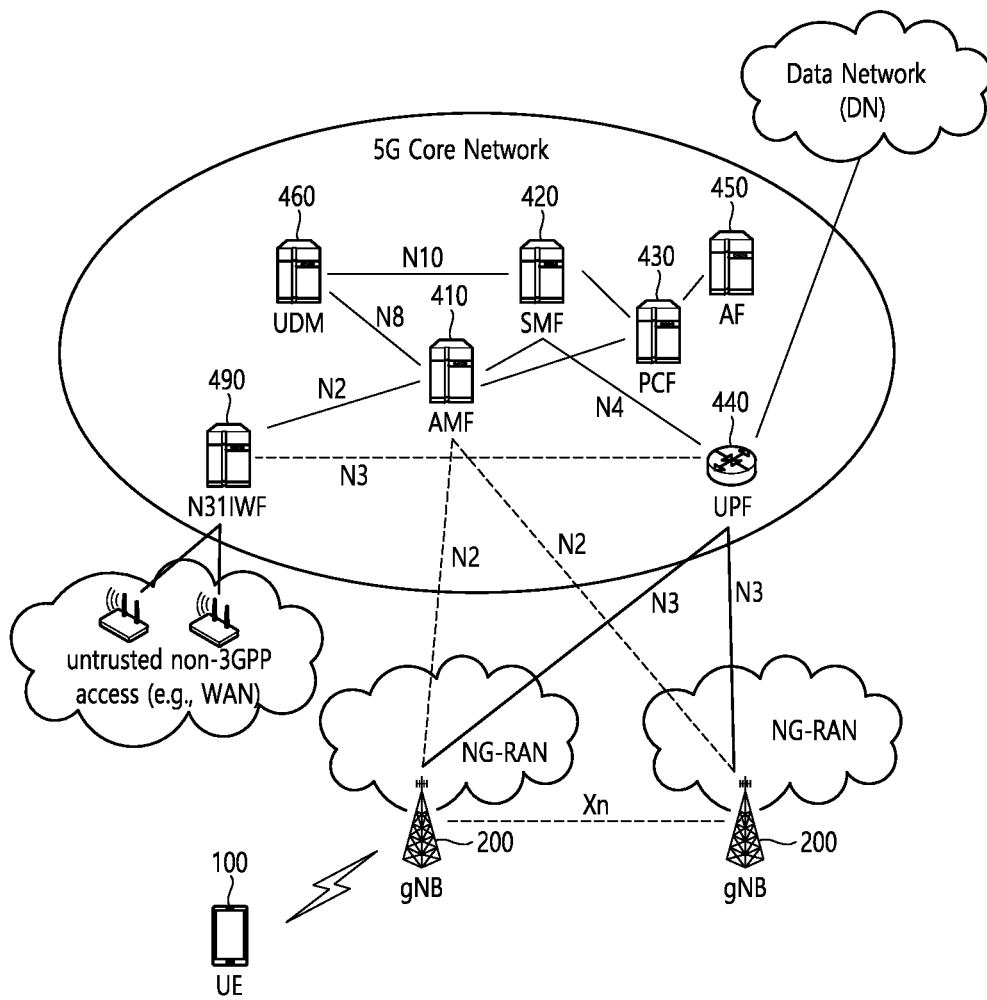 Data Network
(DN)
5G Core Network
460
420
450
430
N10
410
UDM
N8
SMF
AF
PCF
490
N2
AMF
N4
440
N3
N31IWF
UPF
N2
N2
N3
N3
untrusted non-3GPP
access (e.g., WAN)
NG-RAN
NG-RAN
Xn
200
200
gNB
gNB
100
UE